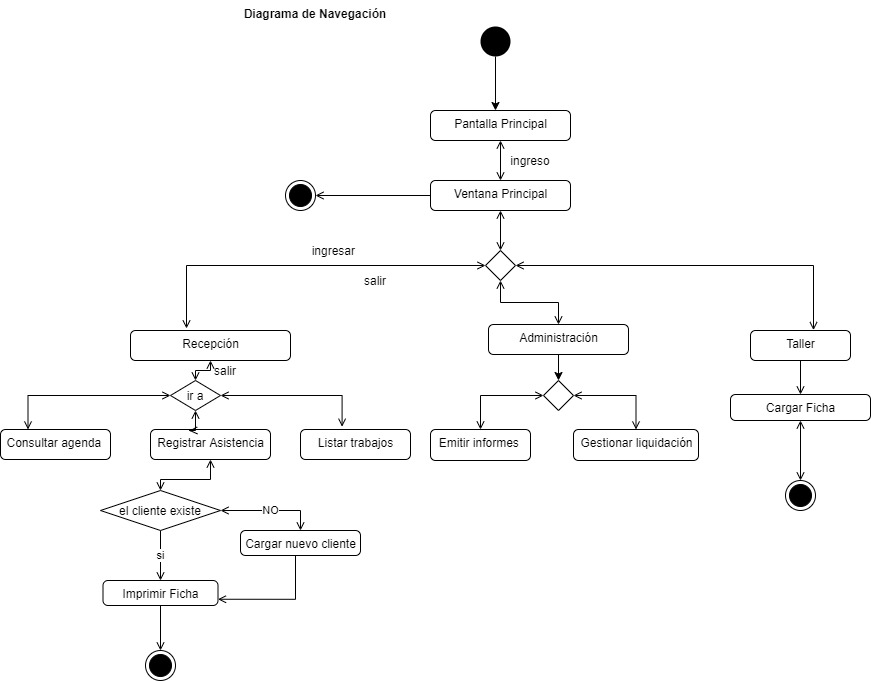 Diagrama de Navegación
Pantalla Principal
ingreso
Ventana Principal
ingresar
salir
Recepción
Administración
Taller
salir
ir a
Cargar Ficha
Consultar agenda
Registrar Asistencia
Listar trabajos
Emitir informes
Gestionar liquidación
el cliente existe
NO
Cargar nuevo cliente
si
Imprimir Ficha